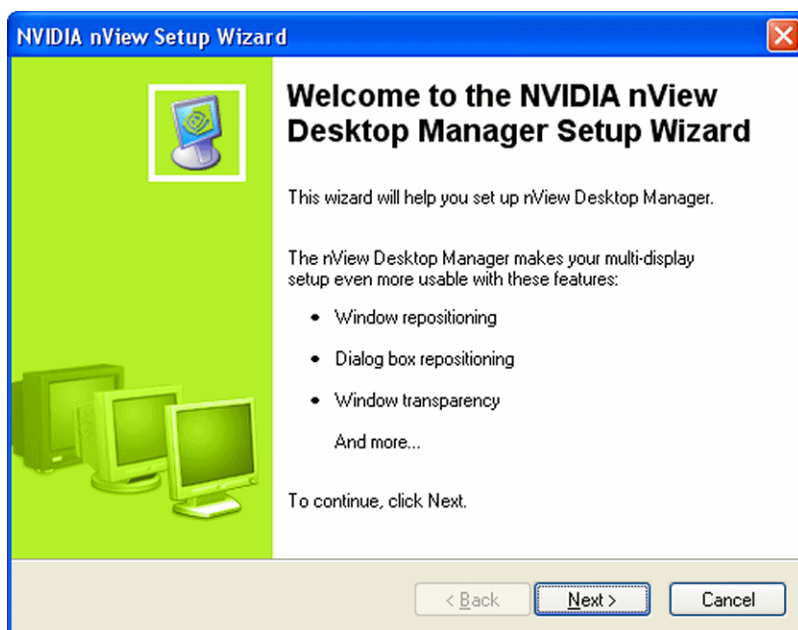 NVIDIA nView Setup Wizard
Welcome to the NVIDIA nView
Desktop Manager Setup Wizard
This wizard will help you set up nView Desktop Manager.
The nView Desktop Manager makes your multi-display
setup even more usable with these features:
• Window repositioning
• Dialog box repositioning
• Window transparency
And more...
To continue, click Next.
< Back
Next >
Cancel